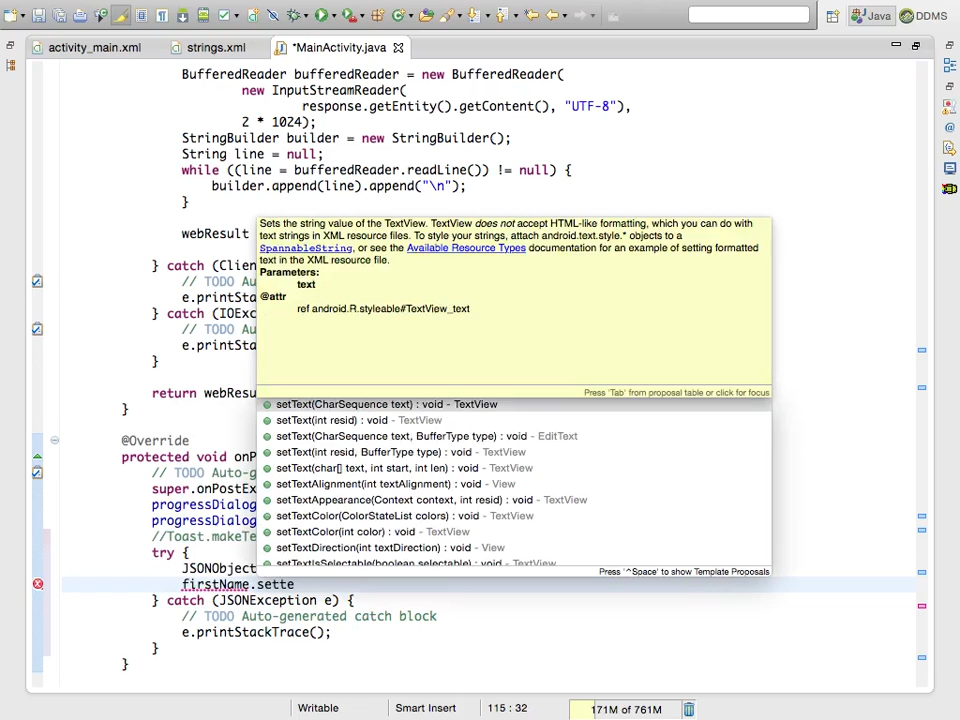 Java
DDMS
activity_main.xml
strings.xml
*MainActivity.java
BufferedReader bufferedReader = new BufferedReader(
new InputStreamReader(
response.getEntity().getContent(), "UTF-8"),
2 * 1024);
StringBuilder builder = new StringBuilder();
String line = null;
while ((line = bufferedReader.readLine()) != null) {
builder.append(line).append("\n");
}
webResult
} catch (Clien
// TODO Au
e.printSta
} catch (IOExc
// TODO Au
e.printSta
}
return webResu
}
@Override
protected void onP
// TODO Auto-g
super.onPostEx
progressDialog
progressDialog
//Toast.makeTe
try {
JSONObject
firstName.sette
} catch (JSONException e) {
// TODO Auto-generated catch block
e.printStackTrace();
}
}
Sets the string value of the TextView. TextView does not accept HTML-like formatting, which you can do with
text strings in XML resource files. To style your strings, attach android.text.style.* objects to a
SpannableString, or see the Available Resource Types documentation for an example of setting formatted
text in the XML resource file.
Parameters:
text
@attr
ref android.R.styleable#TextView_text
Press 'Tab' from proposal table or click for focus
setText(CharSequence text) : void - TextView
setText(int resid) : void - TextView
setText(CharSequence text, BufferType type) : void - EditText
setText(int resid, BufferType type) : void - TextView
setText(char[] text, int start, int len) : void - TextView
setTextAlignment(int textAlignment) : void - View
setTextAppearance(Context context, int resid) : void - TextView
setTextColor(ColorStateList colors) : void - TextView
setTextColor(int color) : void - TextView
setTextDirection(int textDirection) : void - View
setTextIsSelectable(boolean selectable) : void - TextView
Press '^Space' to show Template Proposals
Writable
Smart Insert
115 : 32
171M of 761M